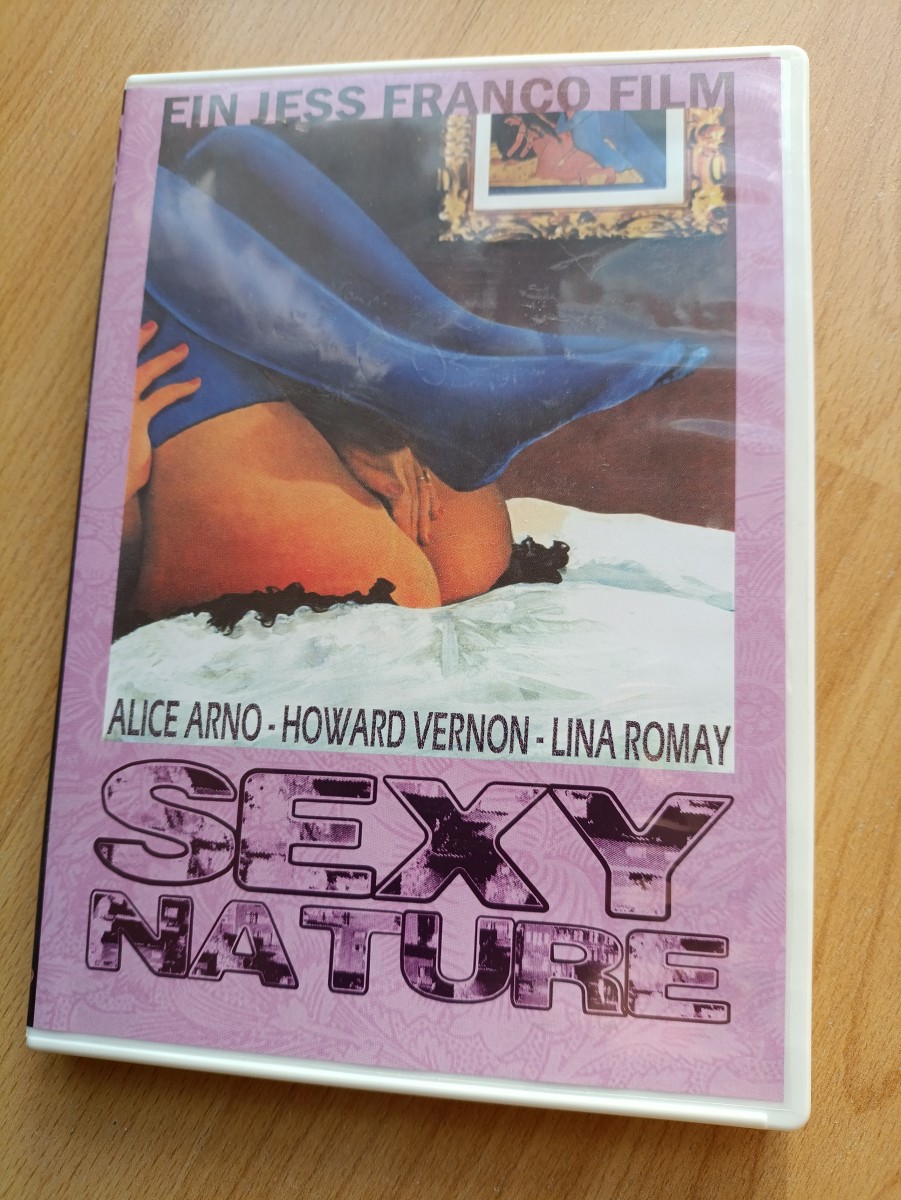 EIN JESS FRANCO FILM
ALICE ARNO - HOWARD VERNON - LINA ROMAY
SEXY
NATURE